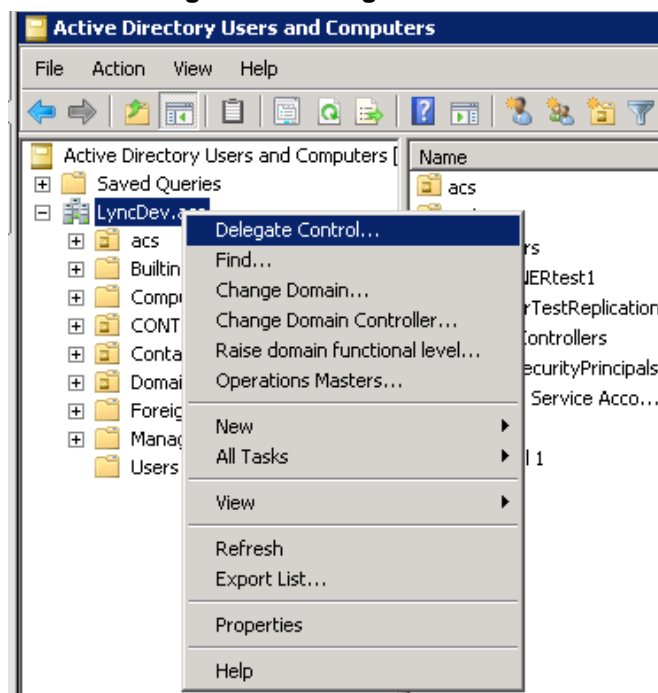 Active Directory Users and Computers
File Action View Help
Active Directory Users and Computers [
Saved Queries
LyncDev.
acs
Builtin
Compu
CONT
Conta
Domai
Foreig
Manag
Users
Delegate Control...
Find...
Change Domain...
Change Domain Controller...
Raise domain functional level...
Operations Masters...
New
All Tasks
View
Refresh
Export List...
Properties
Help
Name
acs
rs
NERtest1
rTestReplication
Controllers
ecurityPrincipals
Service Acco...
l 1